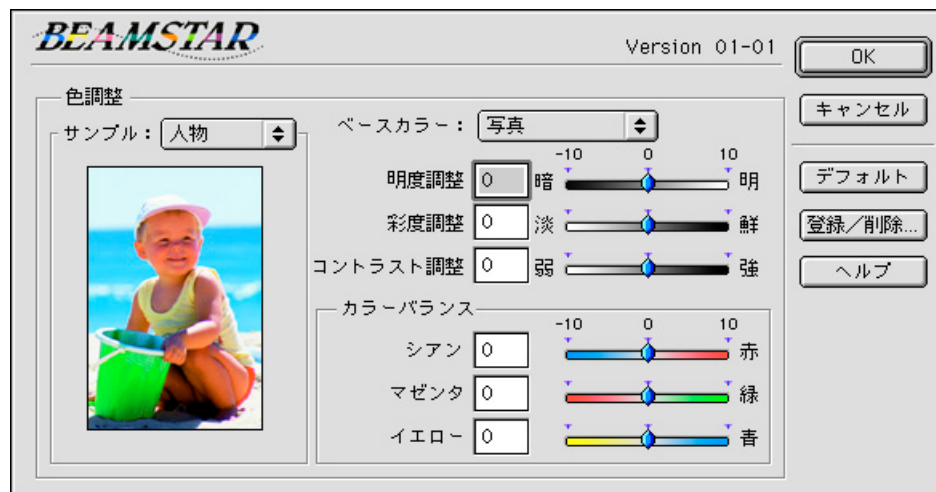 BEAMSTAR
Version 01-01
OK
キャンセル
デフォルト
登録／削除...
ヘルプ
色調整
サンプル：人物
ベースカラー：写真
-10 0 10
明度調整 0 暗 明
彩度調整 0 淡 鮮
コントラスト調整 0 弱 強
カラーバランス
-10 0 10
シアン 0 赤
マゼンタ 0 緑
イエロー 0 青